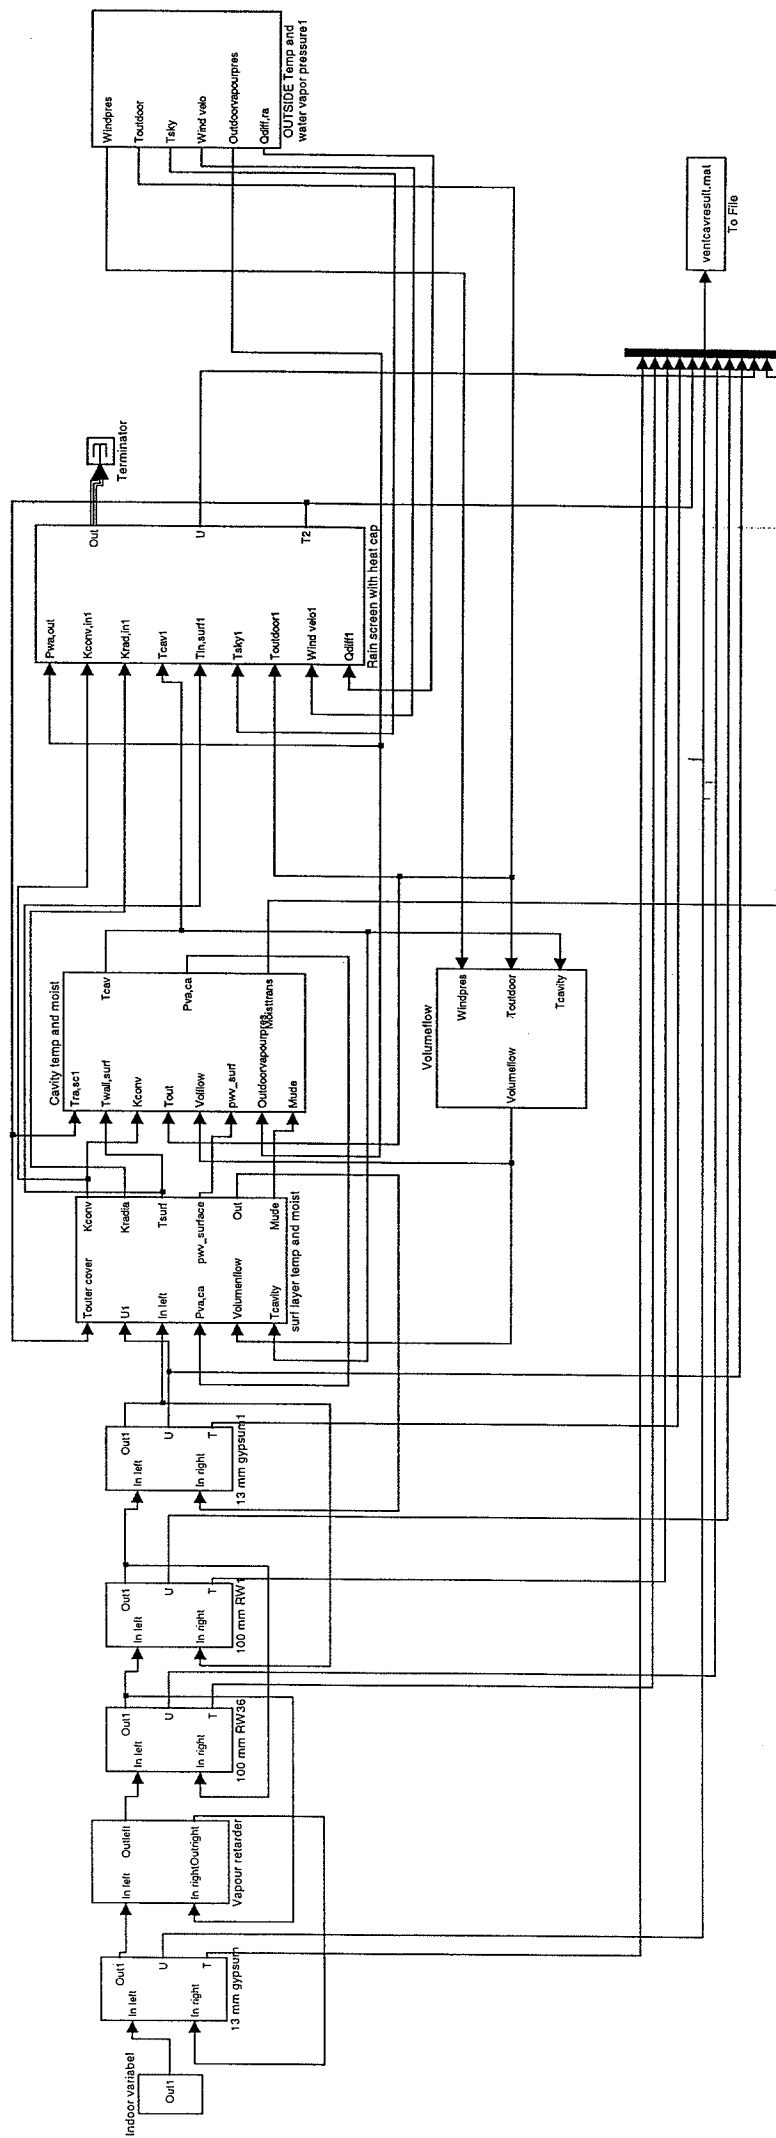 Indoor variabel
Out1
Out1
In left
U
In right
T
13 mm gypsum
In left
Outleft
In rightOutright
Vapour retarder
Out1
In left
U
In right
T
100 mm RW36
Out1
In left
U
In right
T
100 mm RW1
Out1
In left
U
In right
T
13 mm gypsum1
Touter cover
Kconv
U1
Kradia
In left
Tsurf
Pva,ca
pwv_surface
Volumenflow
Out
Tcavity
Mude
surf layer temp and moist
Cavity temp and moist
Tra,sc1
Twall,surf
Tcav
Kconv
Tout
Volflow
Pva,ca
pwv_surf
Outdoorvapourpres
Moisttrans
Mude
Volumeflow
Windpres
Volumeflow
Toutdoor
Tcavity
Pwa,out
Out
Kconv,in1
Krad,in1
Tcav1
TIn,surf1
U
Tsky1
Toutdoor1
T2
Wind velo1
Qdiff1
Rain screen with heat cap
Terminator
Windpres
Toutdoor
Tsky
Wind velo
Outdoorvapourpres
Qdiff,ra
OUTSIDE Temp and
water vapor pressure1
ventcavresult.mat
To File